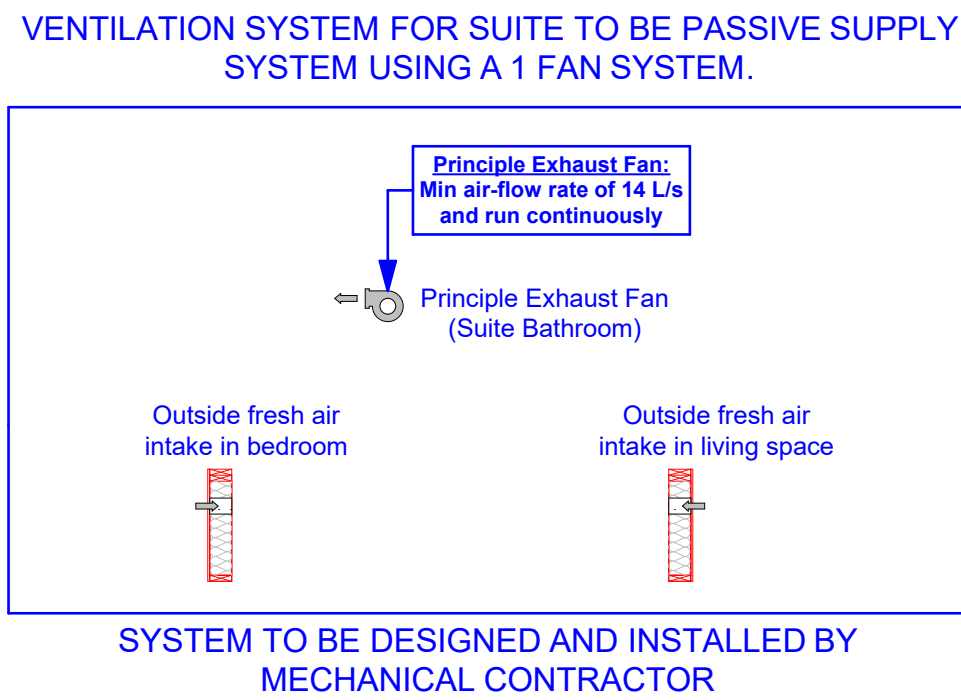 VENTILATION SYSTEM FOR SUITE TO BE PASSIVE SUPPLY
SYSTEM USING A 1 FAN SYSTEM.
Principle Exhaust Fan:
Min air-flow rate of 14 L/s
and run continuously
Principle Exhaust Fan
(Suite Bathroom)
Outside fresh air
intake in bedroom
Outside fresh air
intake in living space
SYSTEM TO BE DESIGNED AND INSTALLED BY
MECHANICAL CONTRACTOR